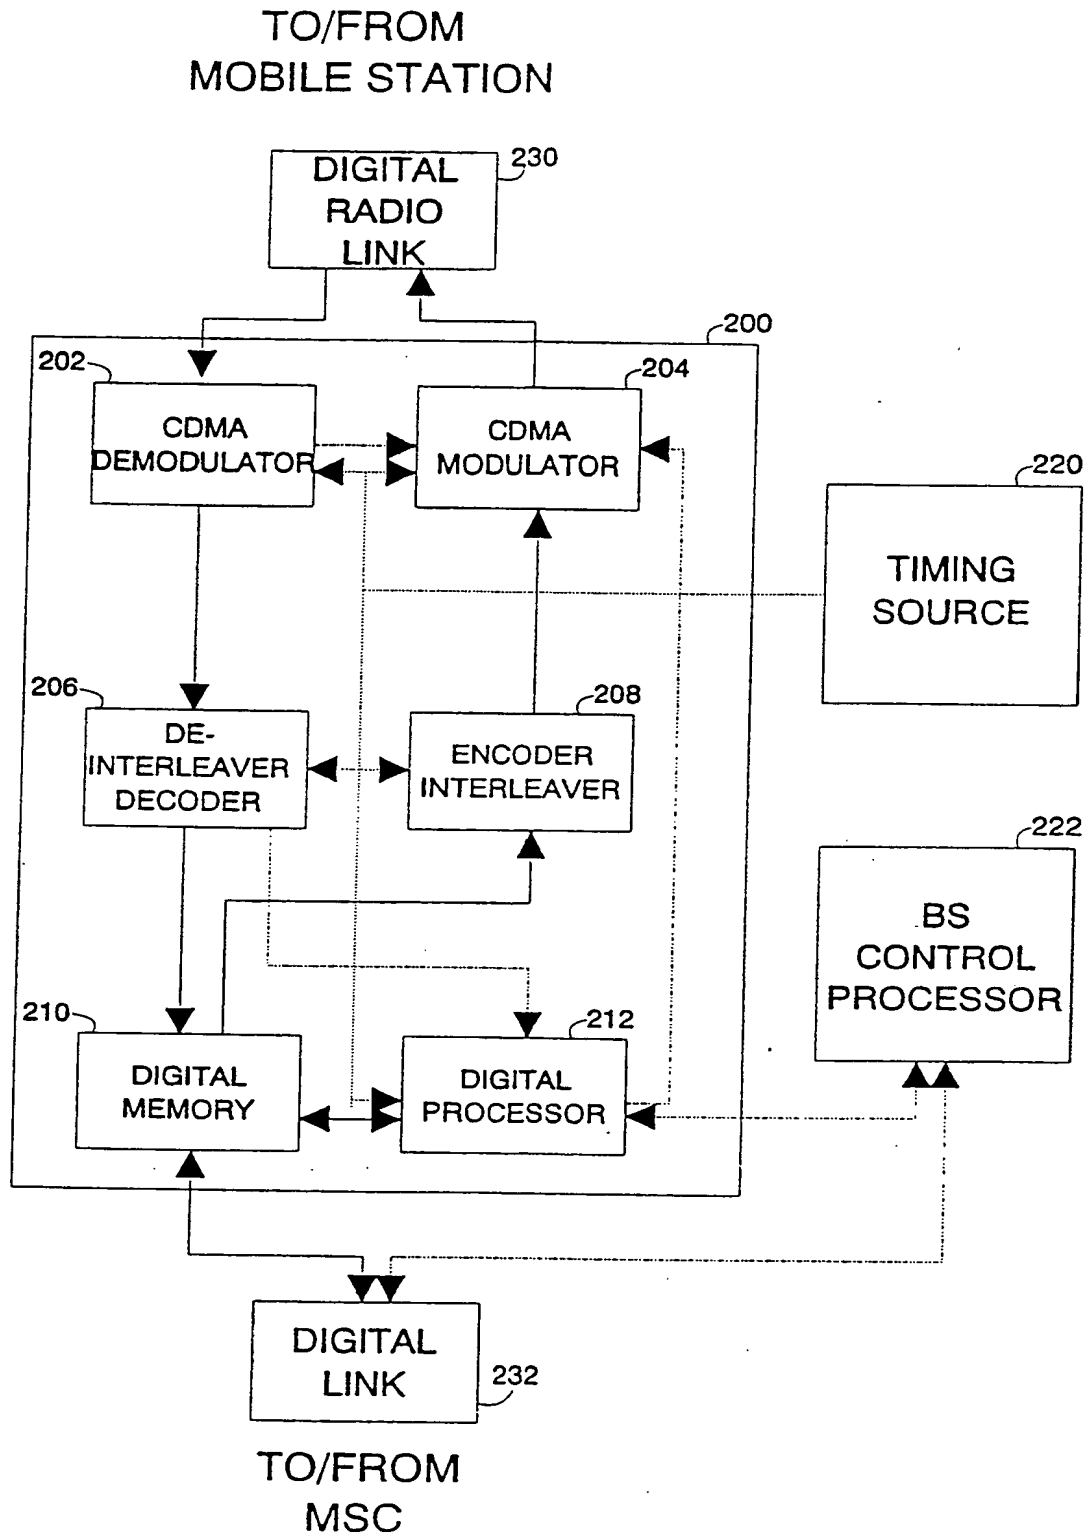 TO/FROM
MOBILE STATION
230
DIGITAL
RADIO
LINK
200
202
204
CDMA
DEMODULATOR
CDMA
MODULATOR
220
TIMING
SOURCE
206
208
DE-
INTERLEAVER
DECODER
ENCODER
INTERLEAVER
222
BS
CONTROL
PROCESSOR
210
212
DIGITAL
MEMORY
DIGITAL
PROCESSOR
DIGITAL
LINK
232
TO/FROM
MSC